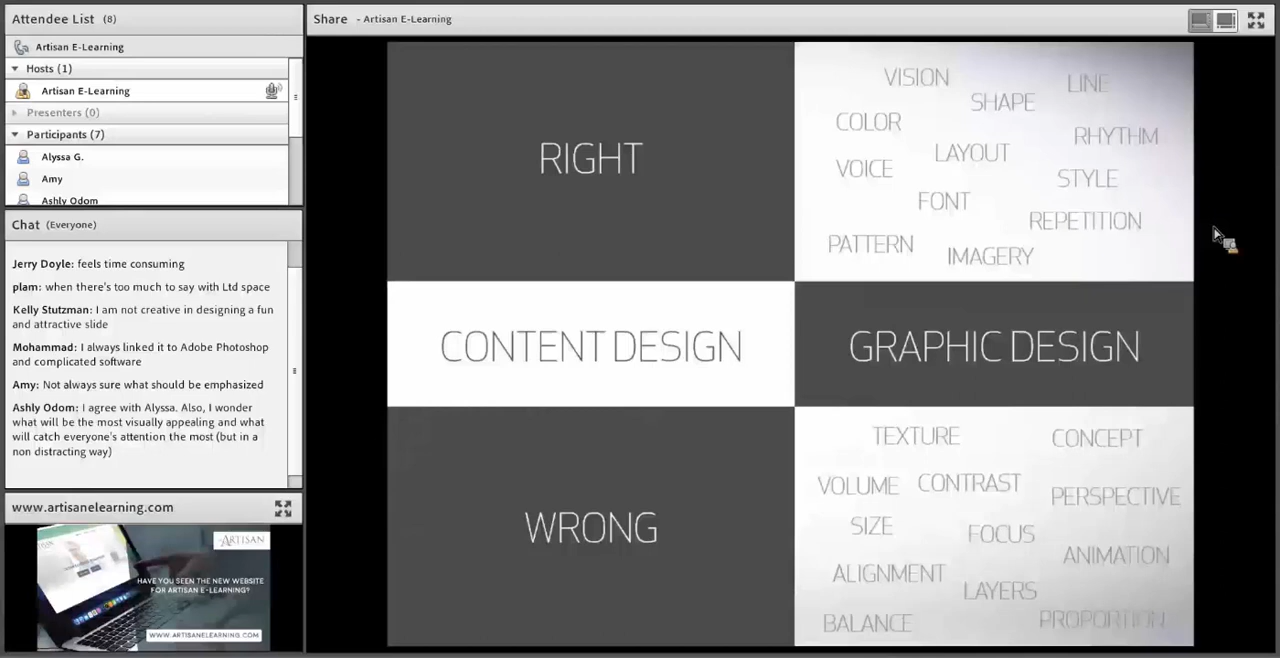 Attendee List (8)
Artisan E-Learning
Hosts (1)
Artisan E-Learning
Presenters (0)
Participants (7)
Alyssa G.
Amy
Ashly Odom
Chat (Everyone)
Jerry Doyle: feels time consuming
plam: when there's too much to say with Ltd space
Kelly Stutzman: I am not creative in designing a fun
and attractive slide
Mohammad: I always linked it to Adobe Photoshop
and complicated software
Amy: Not always sure what should be emphasized
Ashly Odom: I agree with Alyssa. Also, I wonder
what will be the most visually appealing and what
will catch everyone's attention the most (but in a
non distracting way)
www.artisanelearning.com
ARTISAN
HAVE YOU SEEN THE NEW WEBSITE
FOR ARTISAN E-LEARNING?
WWW.ARTISANELEARNING.COM
Share - Artisan E-Learning
RIGHT
CONTENT DESIGN
WRONG
VISION
LINE
SHAPE
COLOR
RHYTHM
LAYOUT
VOICE
STYLE
FONT
REPETITION
PATTERN
IMAGERY
GRAPHIC DESIGN
TEXTURE
CONCEPT
VOLUME
CONTRAST
PERSPECTIVE
SIZE
FOCUS
ANIMATION
ALIGNMENT
LAYERS
BALANCE
PROPORTION